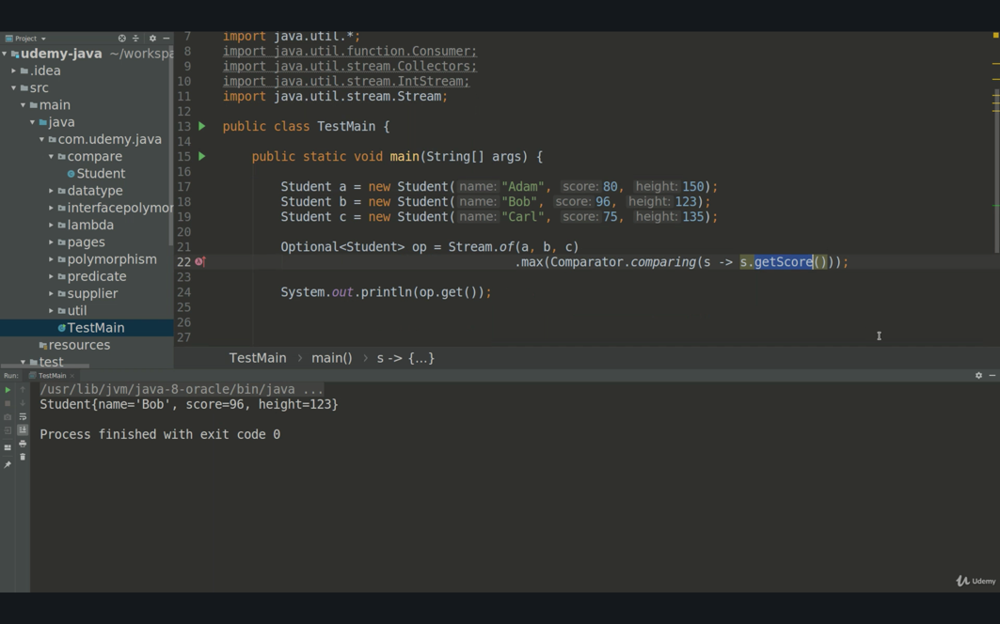 Project
udemy-java ~/workspa
.idea
src
main
java
com.udemy.java
compare
Student
datatype
interfacepolymor
lambda
pages
polymorphism
predicate
supplier
util
TestMain
resources
test
7 import java.util.*;
8 import java.util.function.Consumer;
9 import java.util.stream.Collectors;
10 import java.util.stream.IntStream;
11 import java.util.stream.Stream;
12
13 public class TestMain {
14
15 public static void main(String[] args) {
16
17 Student a = new Student( name: "Adam", score: 80, height: 150);
18 Student b = new Student( name: "Bob", score: 96, height: 123);
19 Student c = new Student( name: "Carl", score: 75, height: 135);
20
21 Optional<Student> op = Stream.of(a, b, c)
22 .max(Comparator.comparing(s -> s.getScore()));
23
24 System.out.println(op.get());
25
26
27
TestMain > main() > s -> {...}
Run: TestMain ×
/usr/lib/jvm/java-8-oracle/bin/java ...
Student{name='Bob', score=96, height=123}
Process finished with exit code 0
Udemy